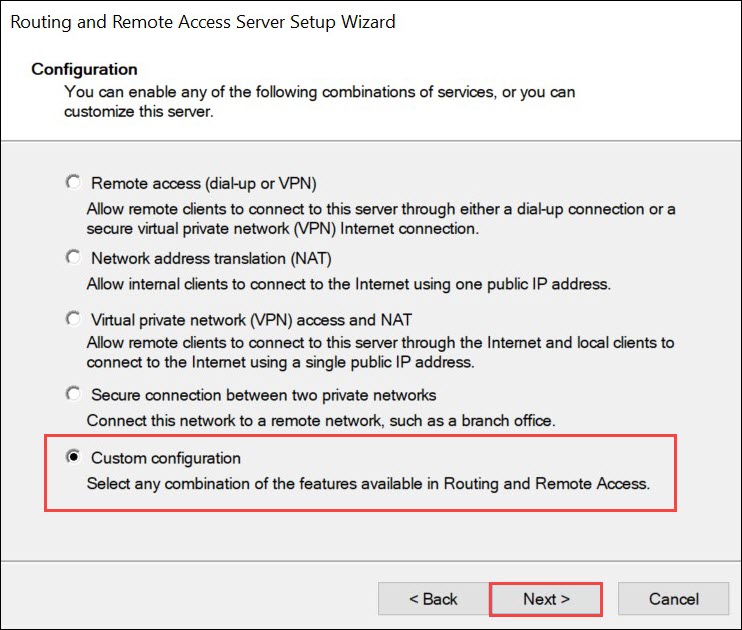 Routing and Remote Access Server Setup Wizard
Configuration
You can enable any of the following combinations of services, or you can
customize this server.
Remote access (dial-up or VPN)
Allow remote clients to connect to this server through either a dial-up connection or a
secure virtual private network (VPN) Internet connection.
Network address translation (NAT)
Allow internal clients to connect to the Internet using one public IP address.
Virtual private network (VPN) access and NAT
Allow remote clients to connect to this server through the Internet and local clients to
connect to the Internet using a single public IP address.
Secure connection between two private networks
Connect this network to a remote network, such as a branch office.
Custom configuration
Select any combination of the features available in Routing and Remote Access.
< Back Next > Cancel